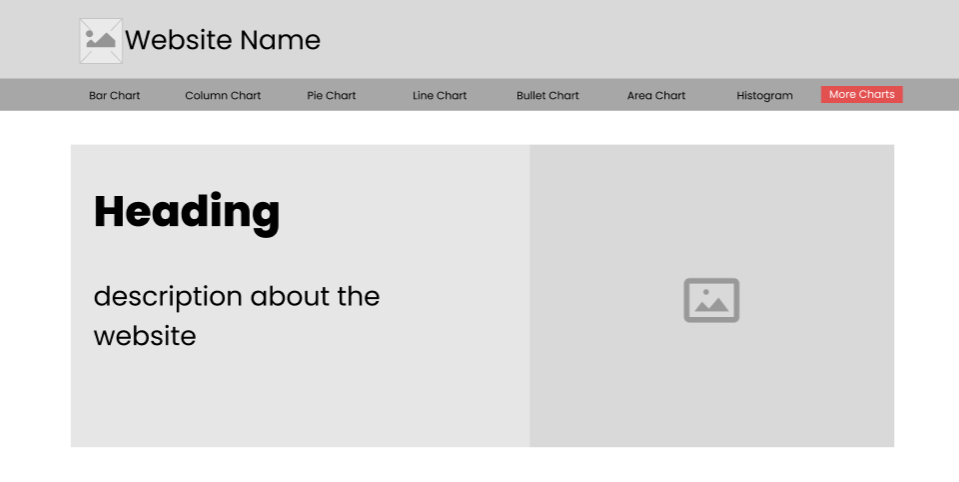 Website Name
Bar Chart Column Chart Pie Chart Line Chart Bullet Chart Area Chart Histogram More Charts
Heading
description about the
website